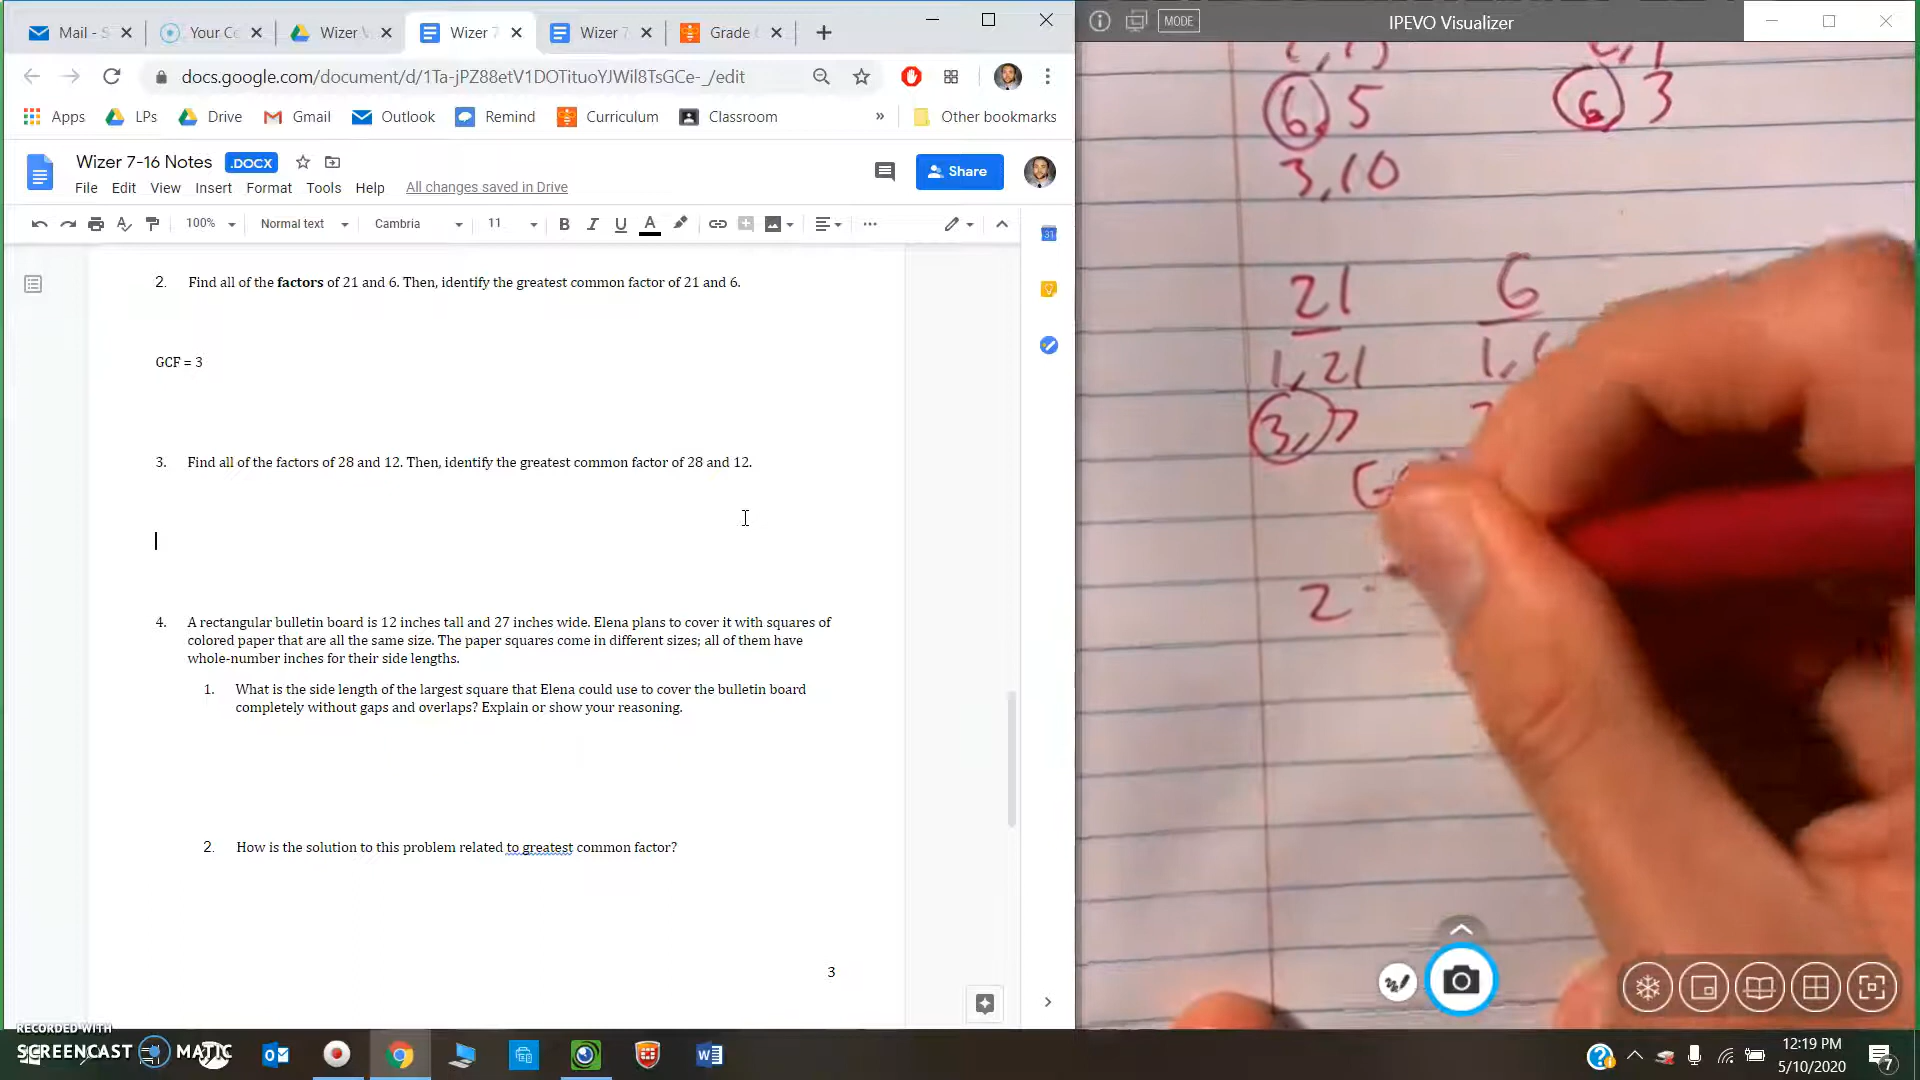 Mail - S
Your Co
Wizer V
Wizer 7
Wizer 7
Grade
docs.google.com/document/d/1Ta-jPZ88etV1DOTituoYJWil8TsGCe-_/edit
Apps
LPs
Drive
Gmail
Outlook
Remind
Curriculum
Classroom
»
Other bookmarks
Wizer 7-16 Notes
.DOCX
Share
File Edit View Insert Format Tools Help
All changes saved in Drive
100% Normal text Cambria 11 B I U A
2. Find all of the factors of 21 and 6. Then, identify the greatest common factor of 21 and 6.
GCF = 3
3. Find all of the factors of 28 and 12. Then, identify the greatest common factor of 28 and 12.
4. A rectangular bulletin board is 12 inches tall and 27 inches wide. Elena plans to cover it with squares of
colored paper that are all the same size. The paper squares come in different sizes; all of them have
whole-number inches for their side lengths.
1. What is the side length of the largest square that Elena could use to cover the bulletin board
completely without gaps and overlaps? Explain or show your reasoning.
2. How is the solution to this problem related to greatest common factor?
3
MODE
IPEVO Visualizer
6, 5
6, 3
3, 10
21 6
1, 21
3, 7
2
RECORDED WITH
SCREENCAST MATIC
12:19 PM
5/10/2020
7